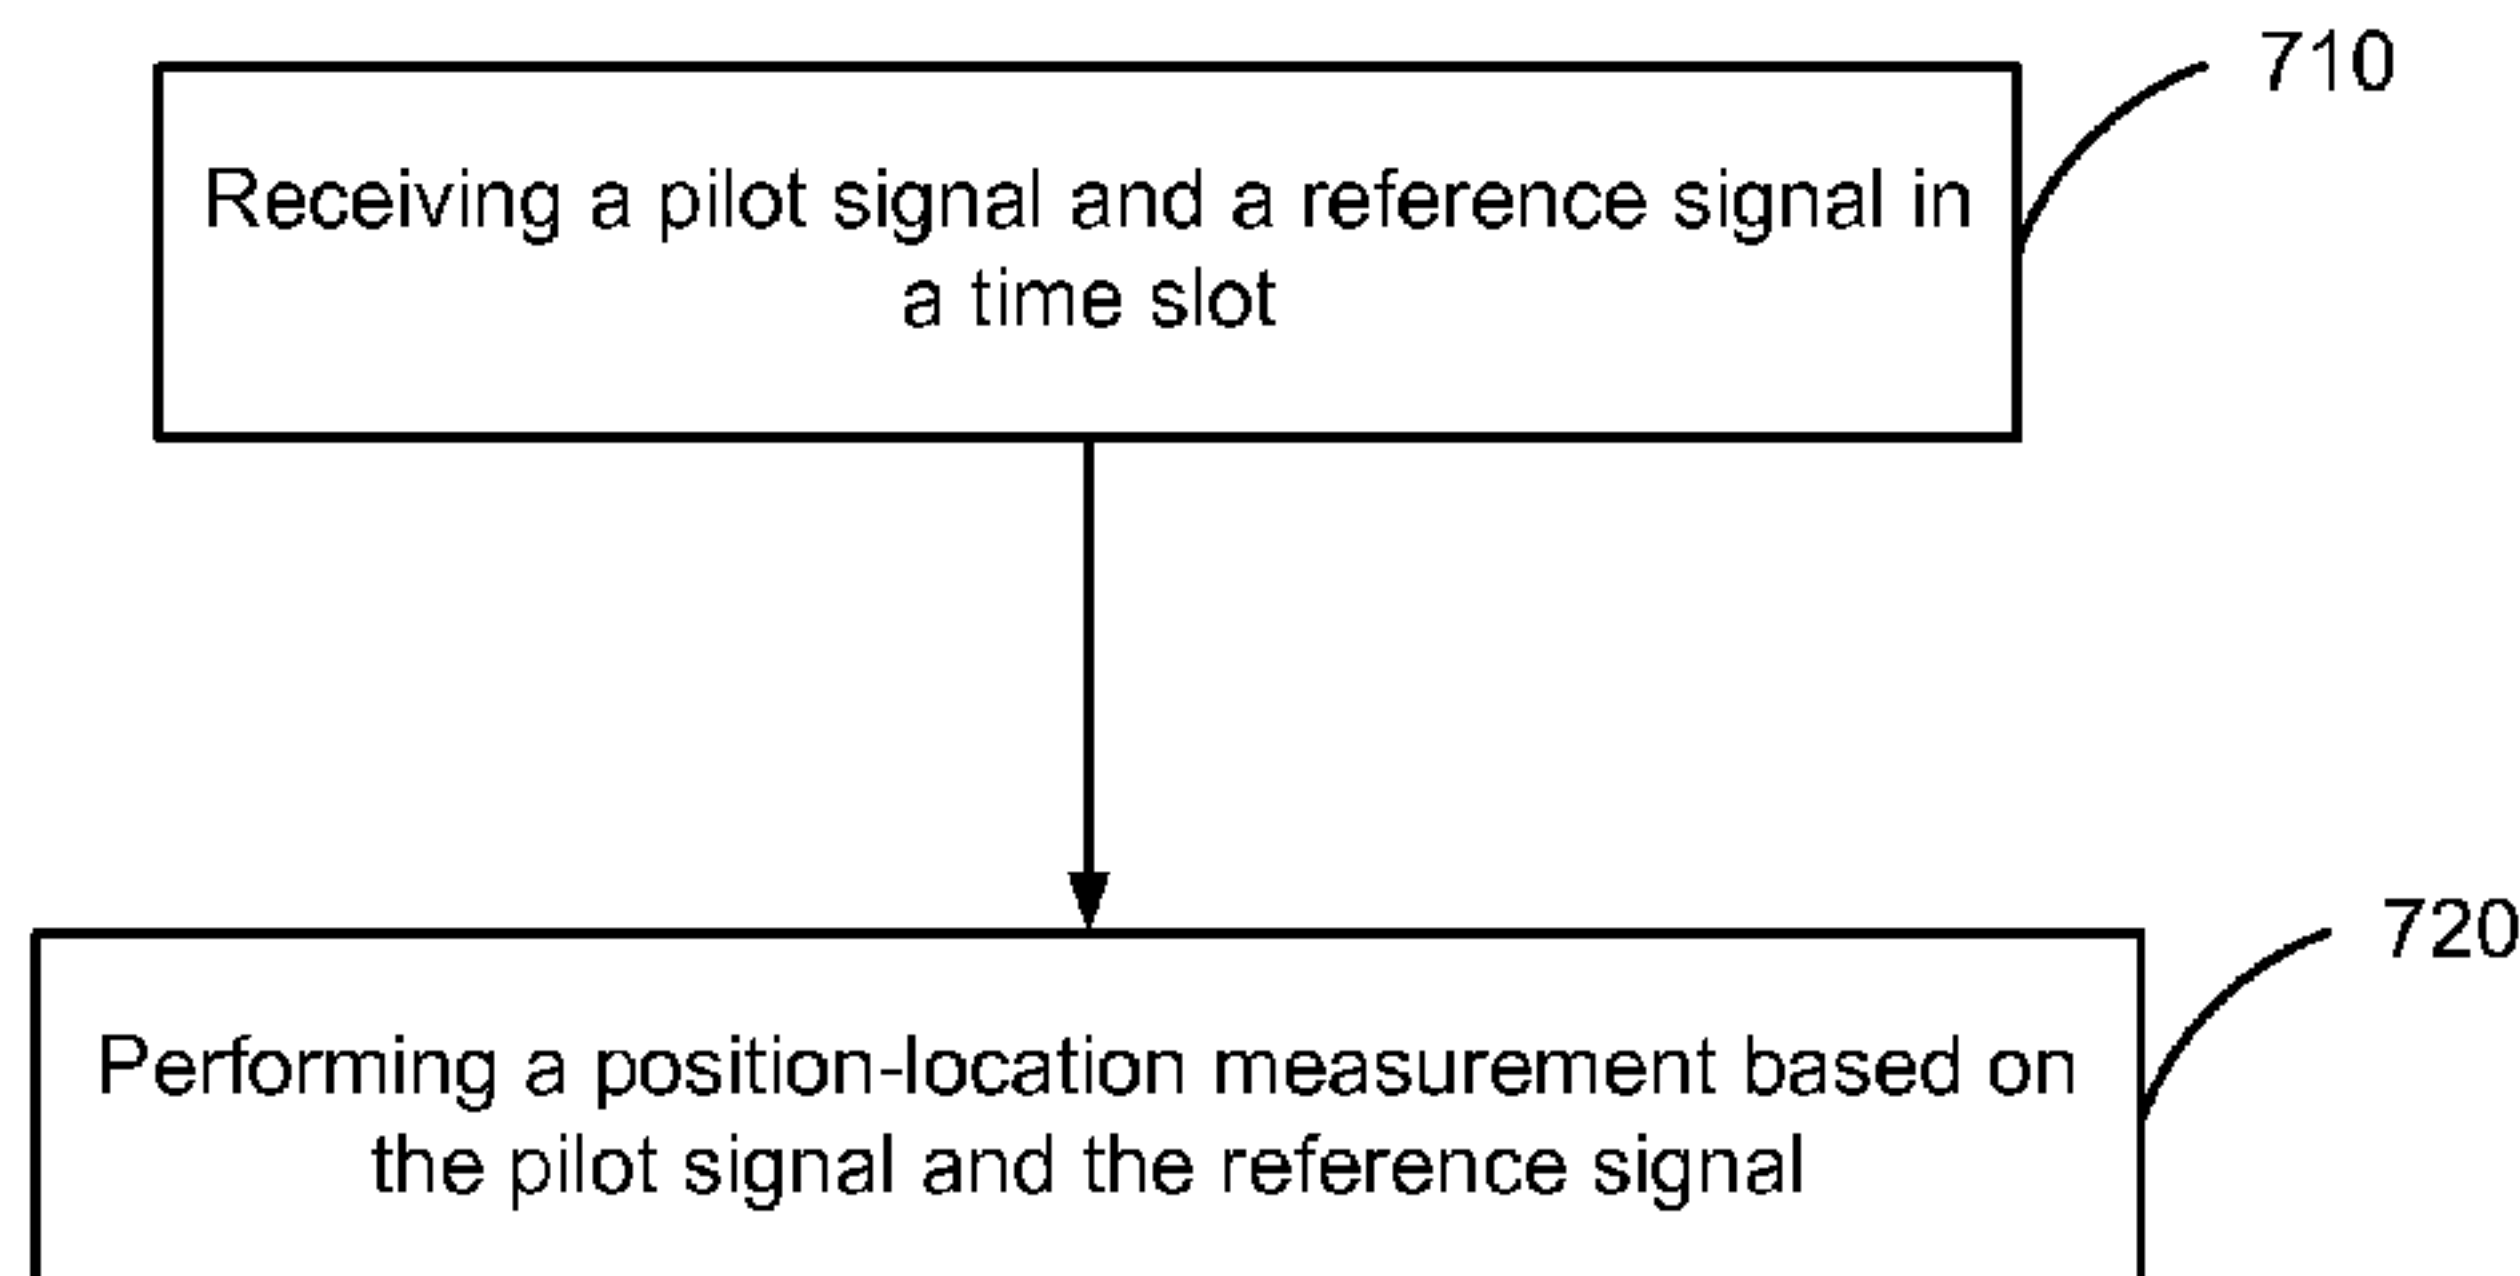 710
Receiving a pilot signal and a reference signal in
a time slot
720
Performing a position-location measurement based on
the pilot signal and the reference signal